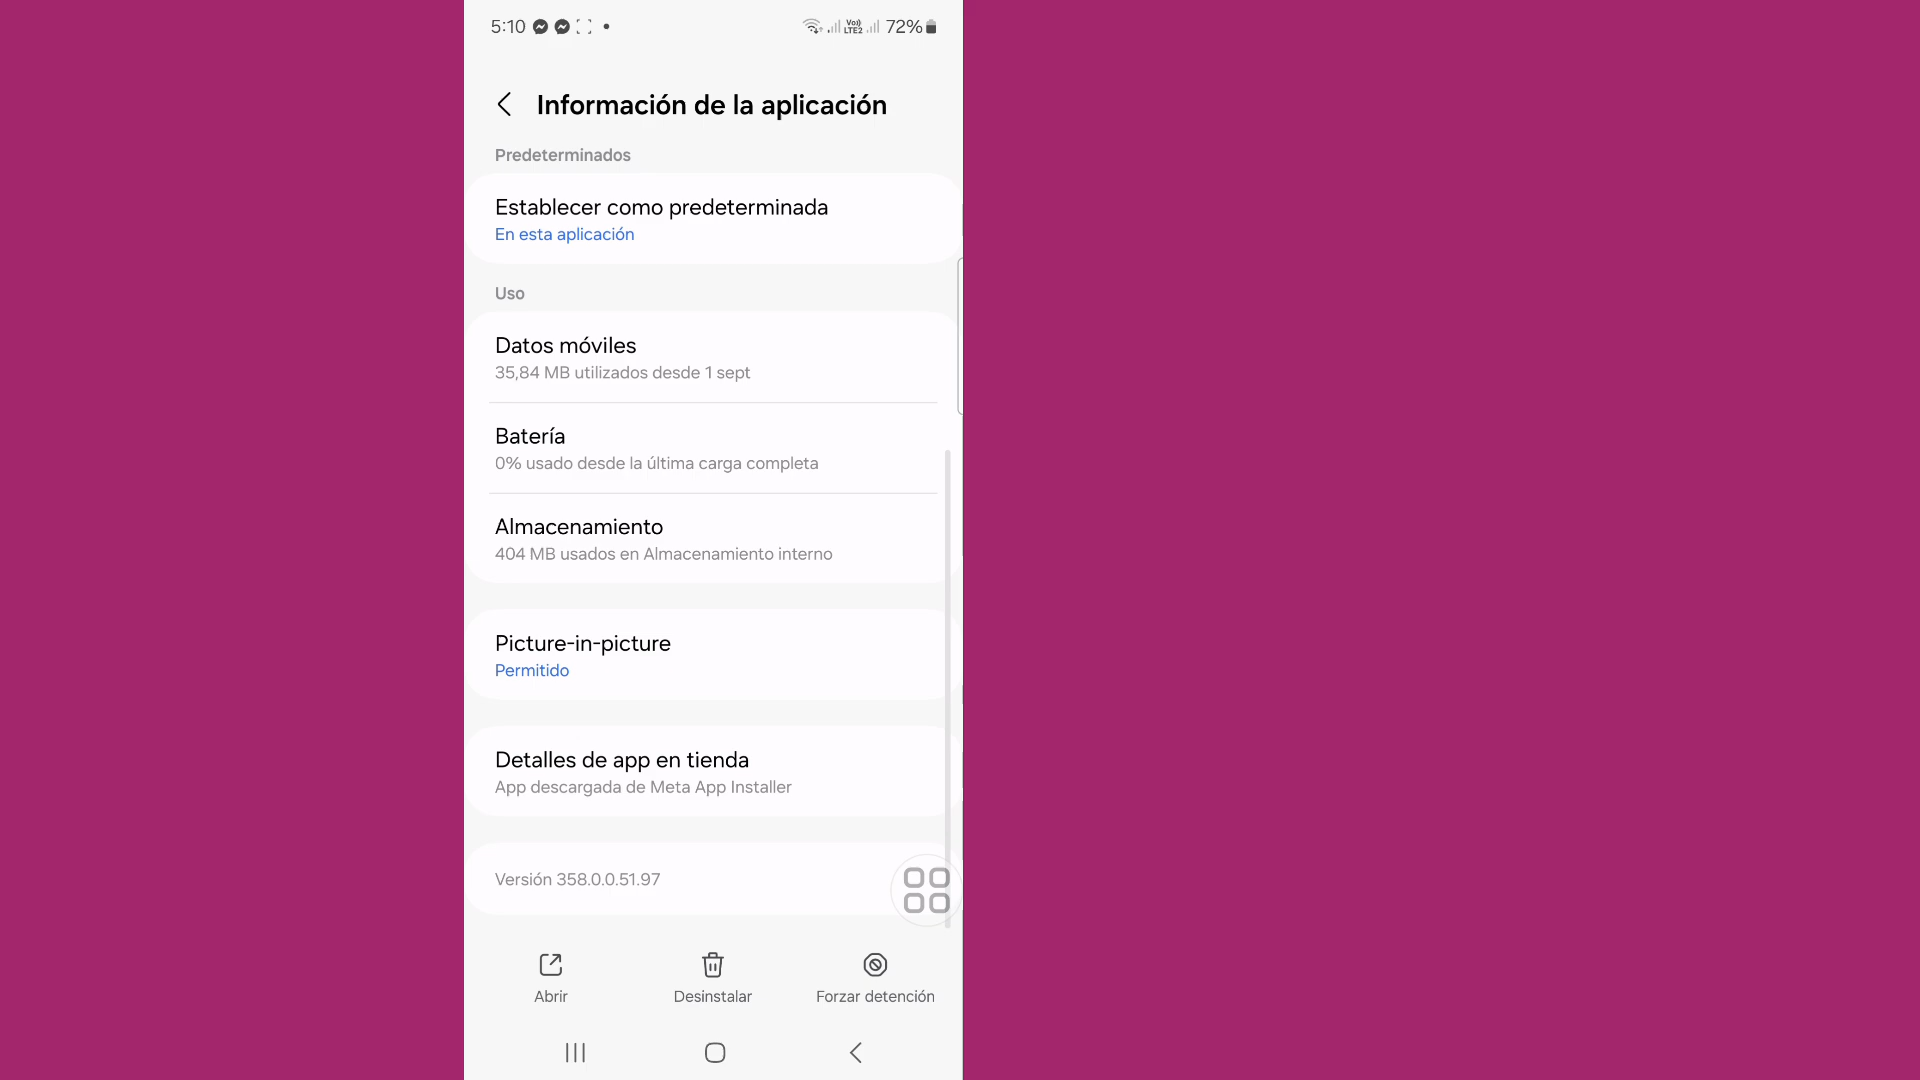 5:10
Vo)) LTE2 72%
Información de la aplicación
Predeterminados
Establecer como predeterminada
En esta aplicación
Uso
Datos móviles
35,84 MB utilizados desde 1 sept
Batería
0% usado desde la última carga completa
Almacenamiento
404 MB usados en Almacenamiento interno
Picture-in-picture
Permitido
Detalles de app en tienda
App descargada de Meta App Installer
Versión 358.0.0.51.97
Abrir
Desinstalar
Forzar detención